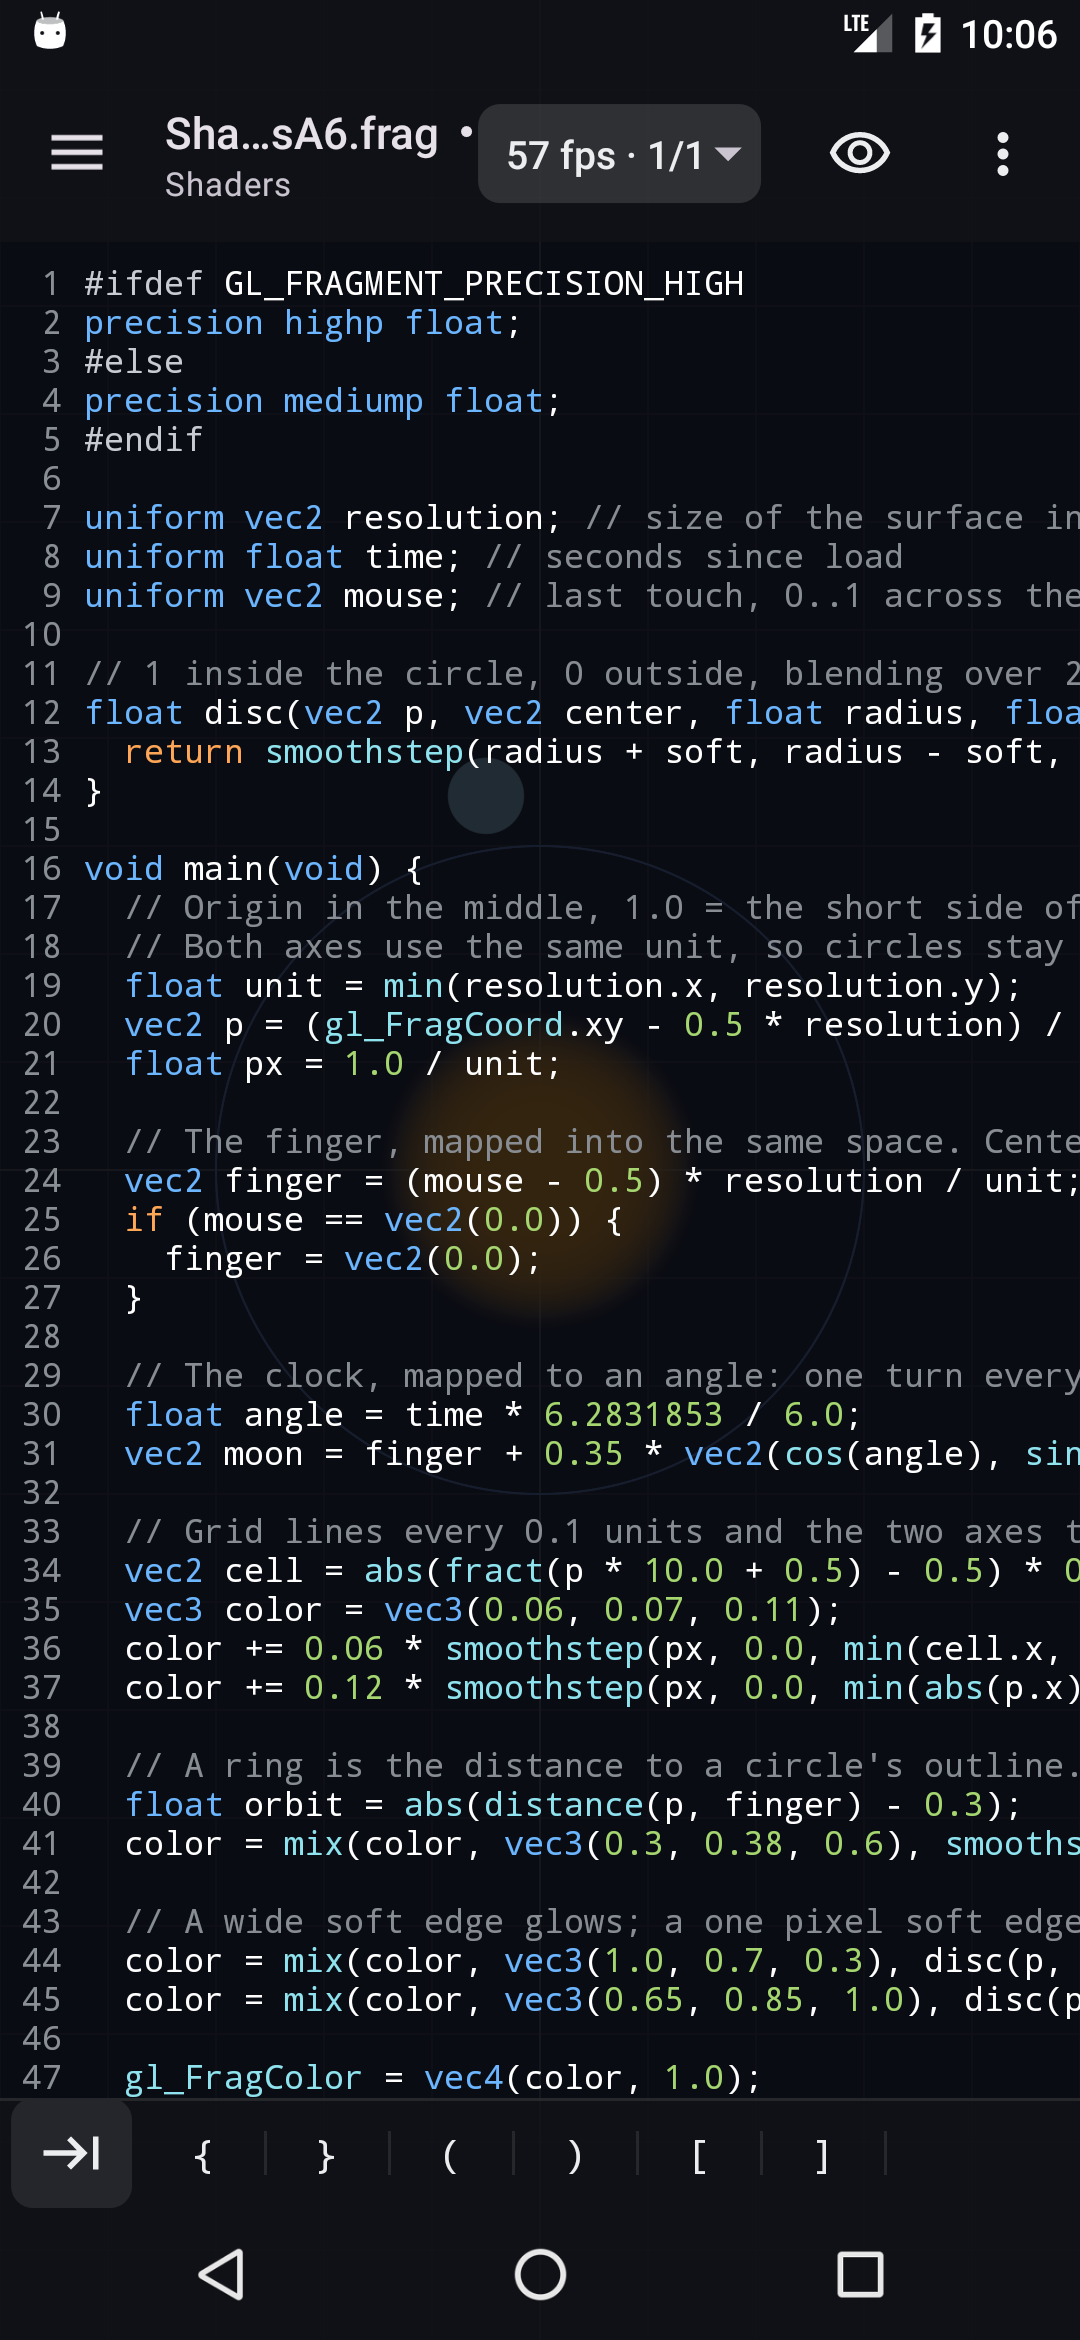 LTE 10:06
Sha...sA6.frag •
Shaders
57 fps · 1/1
1 #ifdef GL_FRAGMENT_PRECISION_HIGH
2 precision highp float;
3 #else
4 precision mediump float;
5 #endif
6
7 uniform vec2 resolution; // size of the surface in
8 uniform float time; // seconds since load
9 uniform vec2 mouse; // last touch, 0..1 across the
10
11 // 1 inside the circle, 0 outside, blending over 2
12 float disc(vec2 p, vec2 center, float radius, floa
13   return smoothstep(radius + soft, radius - soft,
14 }
15
16 void main(void) {
17   // Origin in the middle, 1.0 = the short side of
18   // Both axes use the same unit, so circles stay
19   float unit = min(resolution.x, resolution.y);
20   vec2 p = (gl_FragCoord.xy - 0.5 * resolution) /
21   float px = 1.0 / unit;
22
23   // The finger, mapped into the same space. Cente
24   vec2 finger = (mouse - 0.5) * resolution / unit;
25   if (mouse == vec2(0.0)) {
26     finger = vec2(0.0);
27   }
28
29   // The clock, mapped to an angle: one turn every
30   float angle = time * 6.2831853 / 6.0;
31   vec2 moon = finger + 0.35 * vec2(cos(angle), sin
32
33   // Grid lines every 0.1 units and the two axes t
34   vec2 cell = abs(fract(p * 10.0 + 0.5) - 0.5) * 0
35   vec3 color = vec3(0.06, 0.07, 0.11);
36   color += 0.06 * smoothstep(px, 0.0, min(cell.x,
37   color += 0.12 * smoothstep(px, 0.0, min(abs(p.x)
38
39   // A ring is the distance to a circle's outline.
40   float orbit = abs(distance(p, finger) - 0.3);
41   color = mix(color, vec3(0.3, 0.38, 0.6), smooths
42
43   // A wide soft edge glows; a one pixel soft edge
44   color = mix(color, vec3(1.0, 0.7, 0.3), disc(p,
45   color = mix(color, vec3(0.65, 0.85, 1.0), disc(p
46
47   gl_FragColor = vec4(color, 1.0);
{ } ( ) [ ]